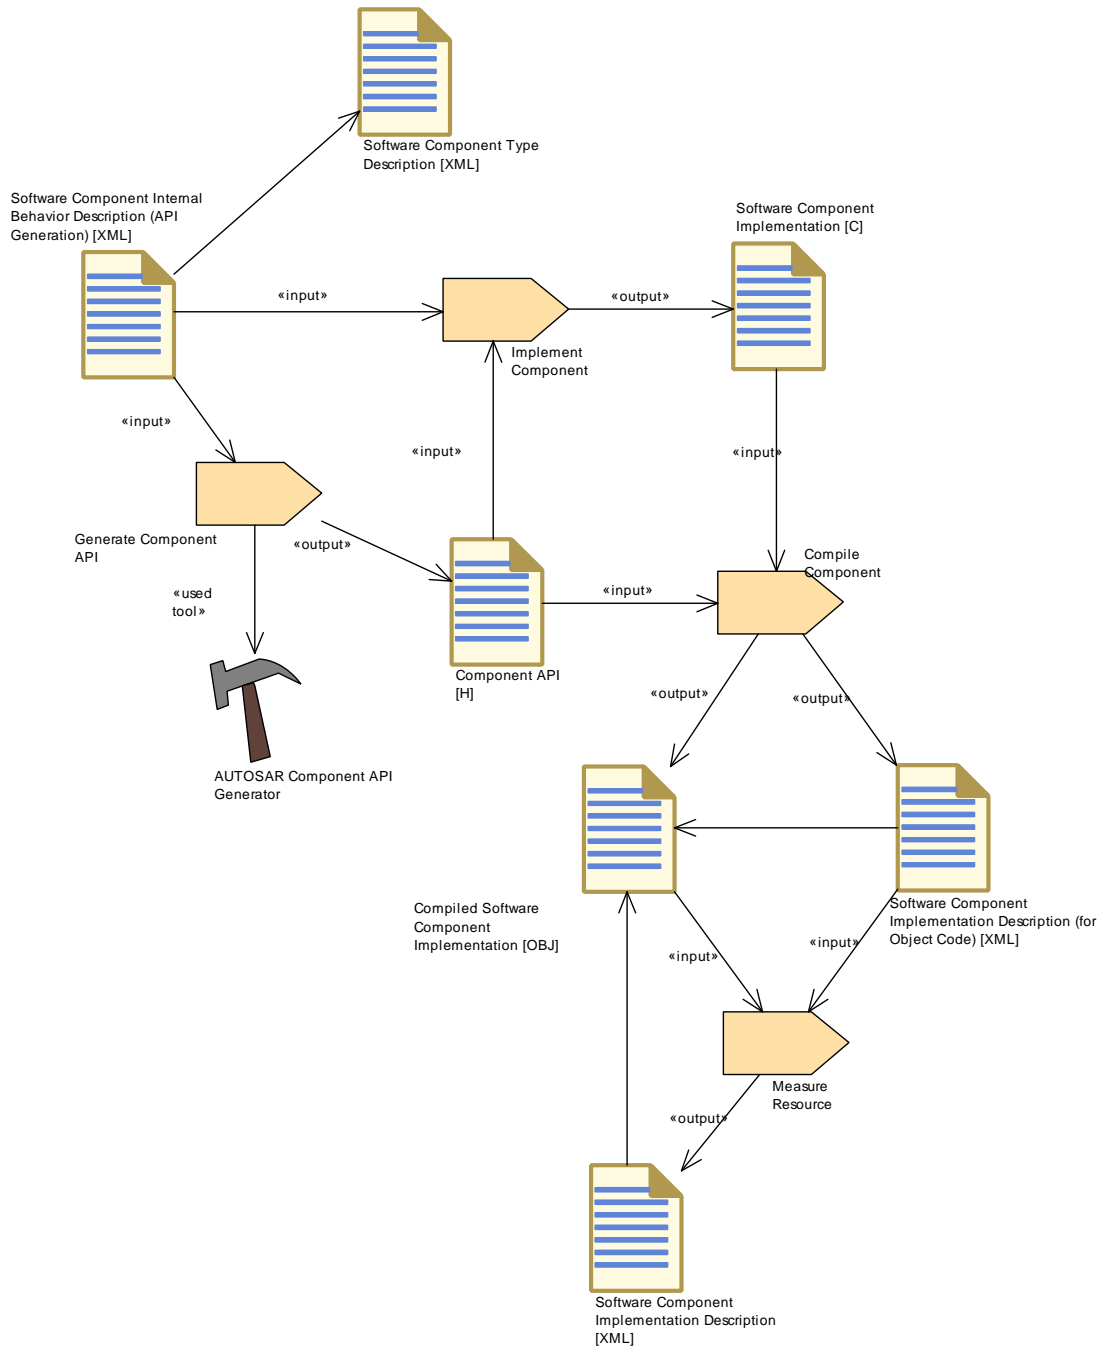 Software Component Type
Description [XML]
Software Component Internal
Behavior Description (API
Generation) [XML]
Software Component
Implementation [C]
«input»
«output»
Implement
Component
«input»
«input»
«input»
Generate Component
API
«output»
Compile
Component
«used
tool»
«input»
Component API
[H]
«output»
«output»
AUTOSAR Component API
Generator
Compiled Software
Component
Implementation [OBJ]
Software Component
Implementation Description (for
Object Code) [XML]
«input»
«input»
Measure
Resource
«output»
Software Component
Implementation Description
[XML]